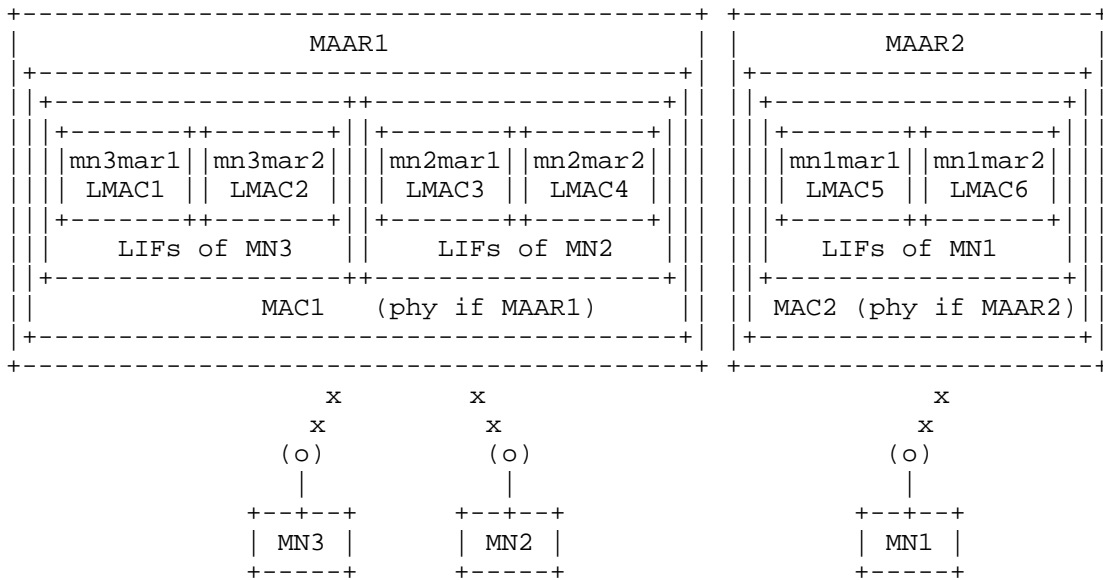 MAAR1 MAAR2
mn3mar1 mn3mar2 mn2mar1 mn2mar2 mn1mar1 mn1mar2
LMAC1 LMAC2 LMAC3 LMAC4 LMAC5 LMAC6
LIFs of MN3 LIFs of MN2 LIFs of MN1
MAC1 (phy if MAAR1) MAC2 (phy if MAAR2)
x x x
x x x
(o) (o) (o)
MN3 MN2 MN1